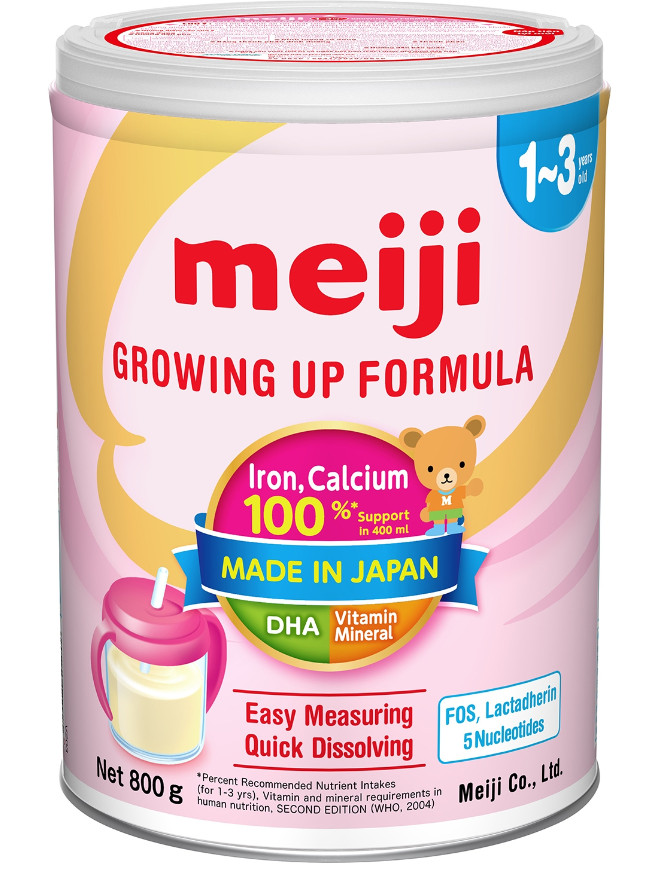 1~3 years old
meiji
GROWING UP FORMULA
Iron, Calcium
100%* Support
in 400 ml
M
MADE IN JAPAN
DHA
Vitamin
Mineral
Easy Measuring
Quick Dissolving
FOS, Lactadherin
5 Nucleotides
Net 800 g
*Percent Recommended Nutrient Intakes
(for 1-3 yrs), Vitamin and mineral requirements in
human nutrition, SECOND EDITION (WHO, 2004)
Meiji Co., Ltd.